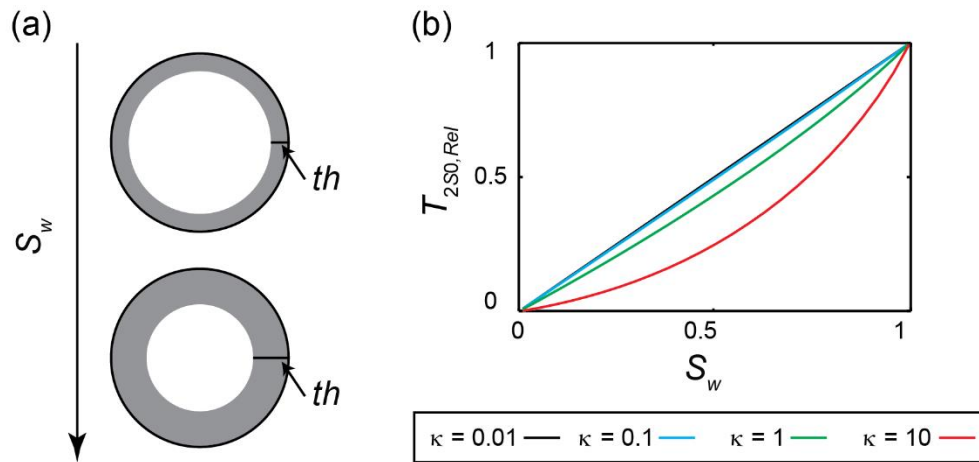 (a)
S_w
th
th
(b)
T_2S0,Rel
1
0.5
0
0
0.5
1
S_w
κ = 0.01
κ = 0.1
κ = 1
κ = 10